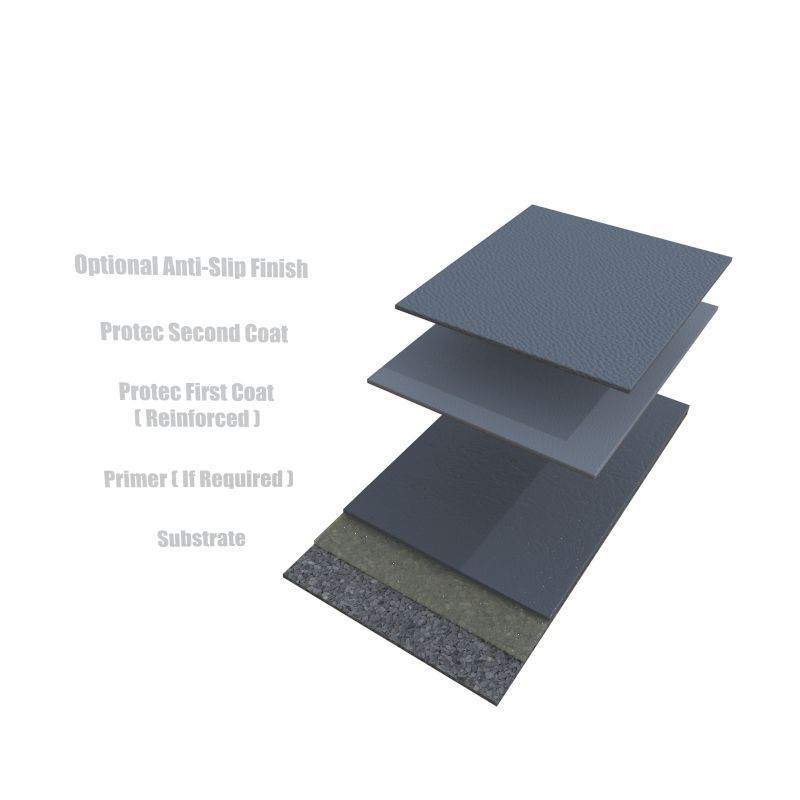 Optional Anti-Slip Finish
Protec Second Coat
Protec First Coat
( Reinforced )
Primer ( If Required )
Substrate